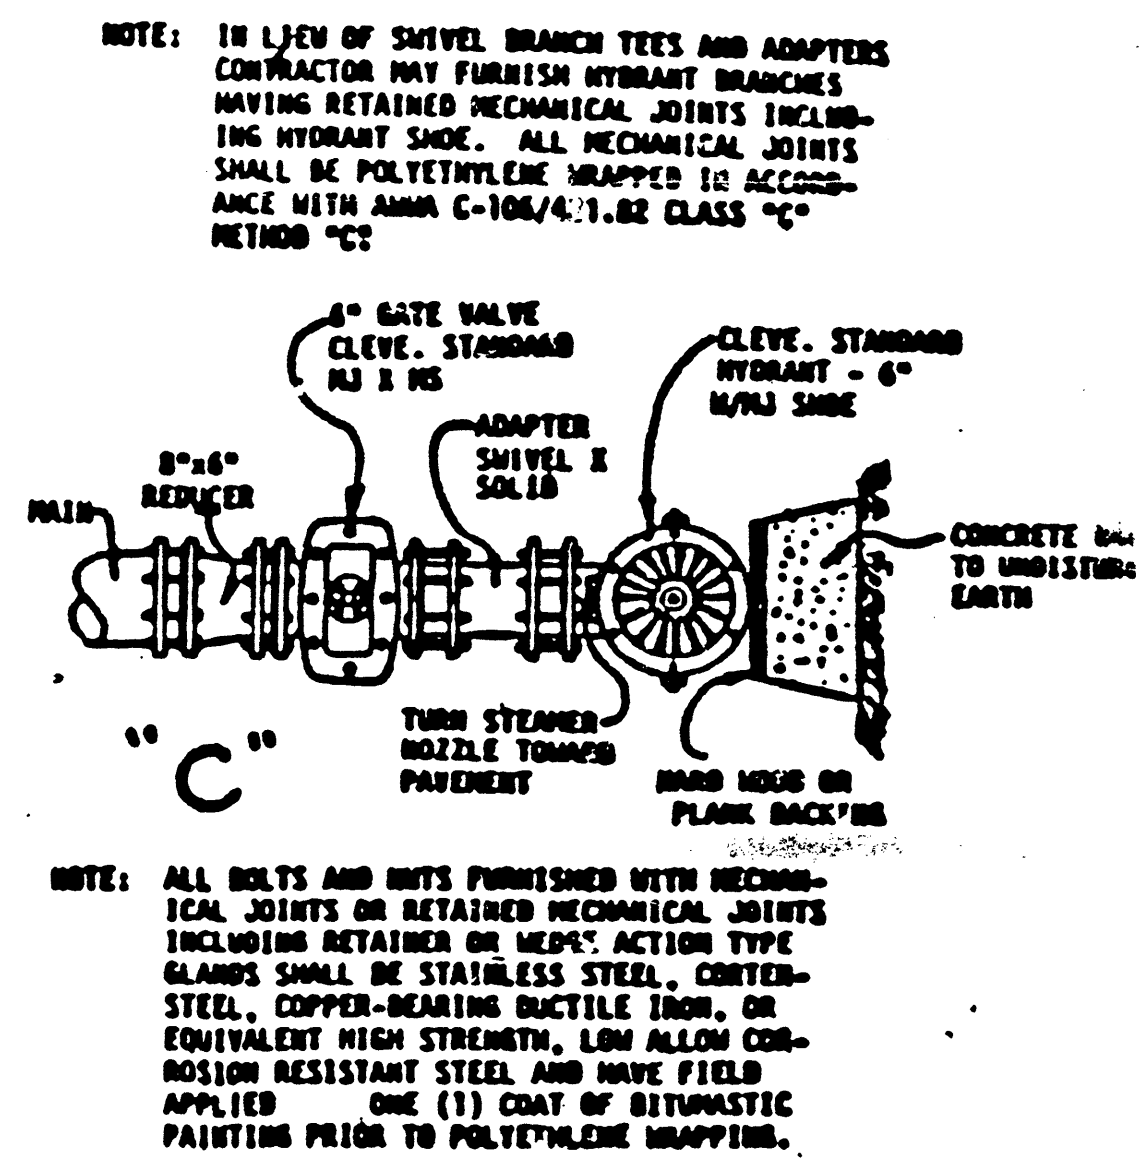 NOTE: IN LIEU OF SWIVEL BRANCH TEES AND ADAPTERS
CONTRACTOR MAY FURNISH HYDRANT BRANCHES
HAVING RETAINED MECHANICAL JOINTS INCLUD-
ING HYDRANT SHOE. ALL MECHANICAL JOINTS
SHALL BE POLYETHYLENE WRAPPED IN ACCORD-
ANCE WITH AWWA CLASS "C"
METHOD "C".
6" GATE VALVE
CLEVE. STANDARD
MJ X MS
CLEVE. STANDARD
HYDRANT - 6"
W/MJ SHOE
ADAPTER
SWIVEL X
SOLID
8"x6"
REDUCER
MAIN
CONCRETE
TO UNDISTURB
EARTH
TURN STEAMER
NOZZLE TOWARD
PAVEMENT
"C"
HARD WOOD OR
PLANK BACKING
NOTE: ALL BOLTS AND NUTS FURNISHED WITH MECHAN-
ICAL JOINTS OR RETAINED MECHANICAL JOINTS
INCLUDING RETAINER OR WEDGE ACTION TYPE
GLANDS SHALL BE STAINLESS STEEL, CORTEN-
STEEL, COPPER-BEARING DUCTILE IRON, OR
EQUIVALENT HIGH STRENGTH, LOW ALLOW COR-
ROSION RESISTANT STEEL AND HAVE FIELD
APPLIED ONE (1) COAT OF BITUMASTIC
PAINTING PRIOR TO POLYETHLENE WRAPPING.